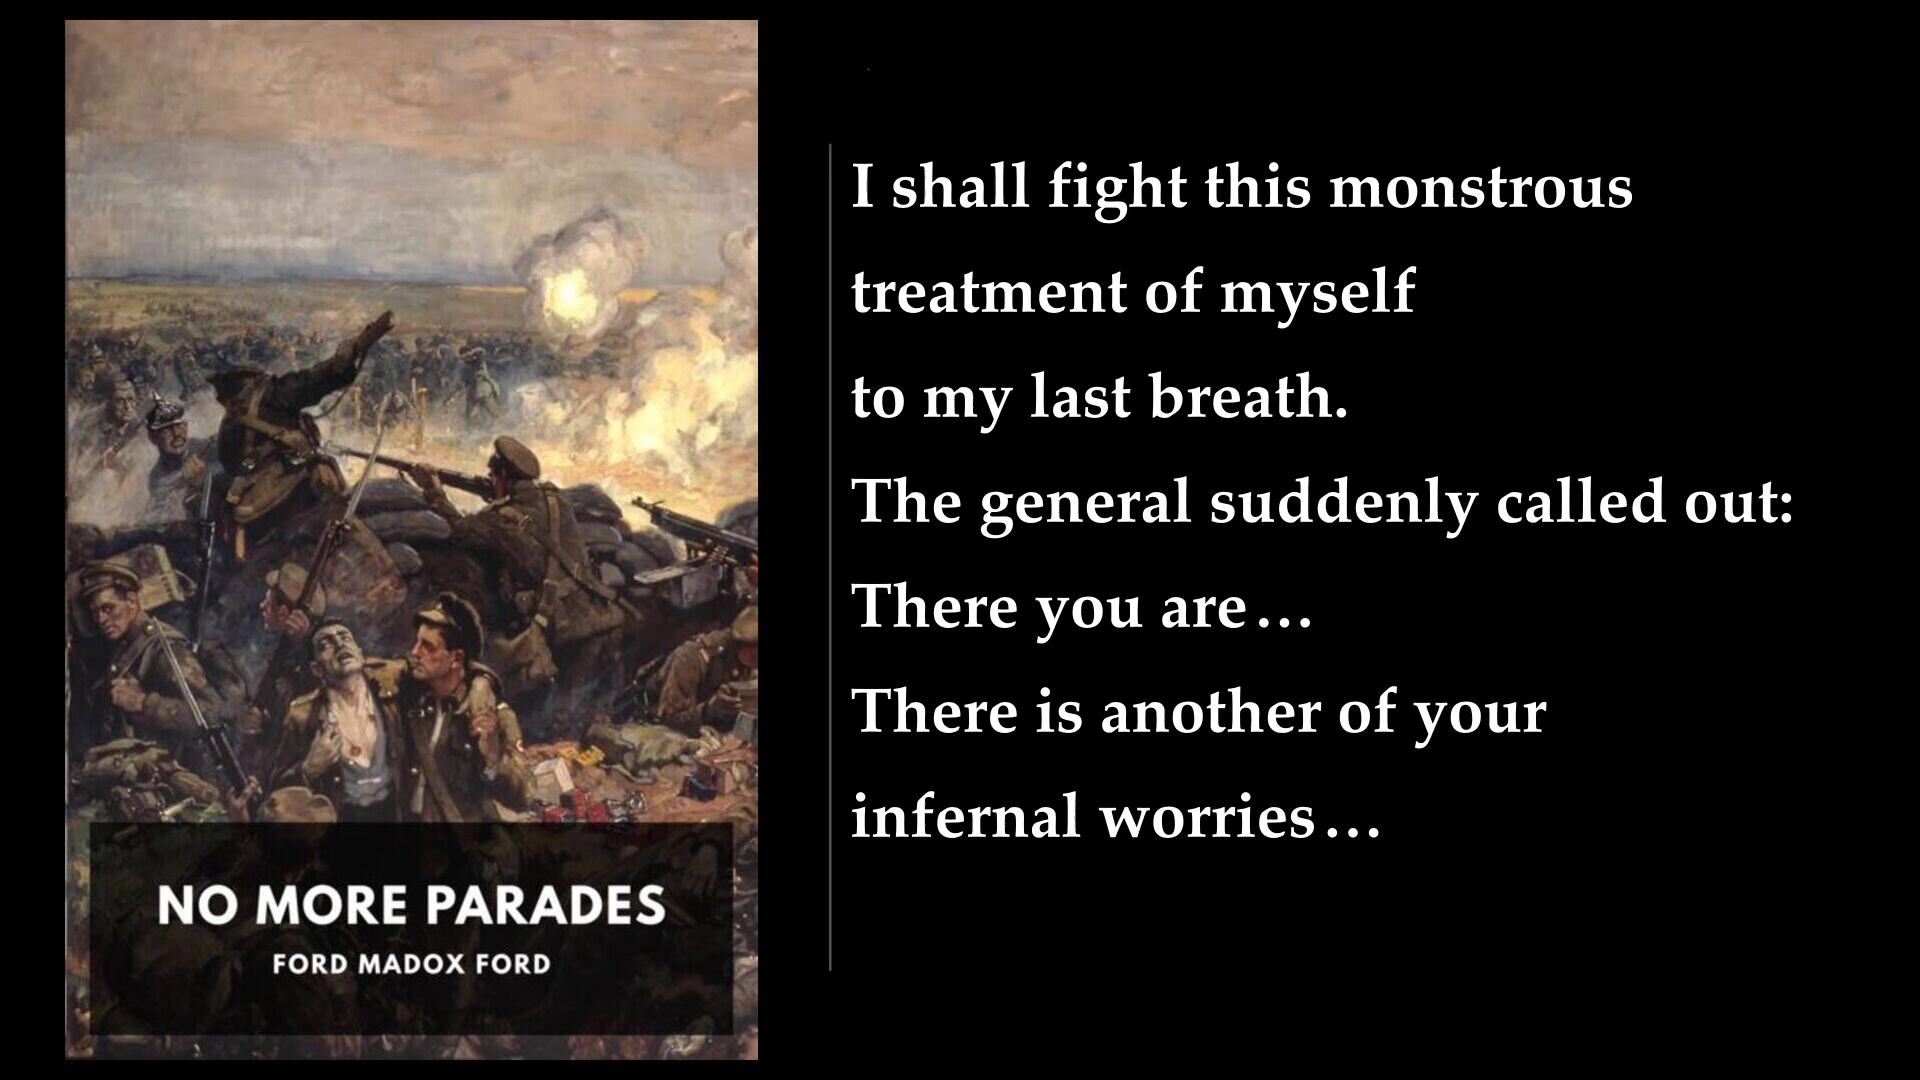 NO MORE PARADES
FORD MADOX FORD
I shall fight this monstrous
treatment of myself
to my last breath.
The general suddenly called out:
There you are…
There is another of your
infernal worries…